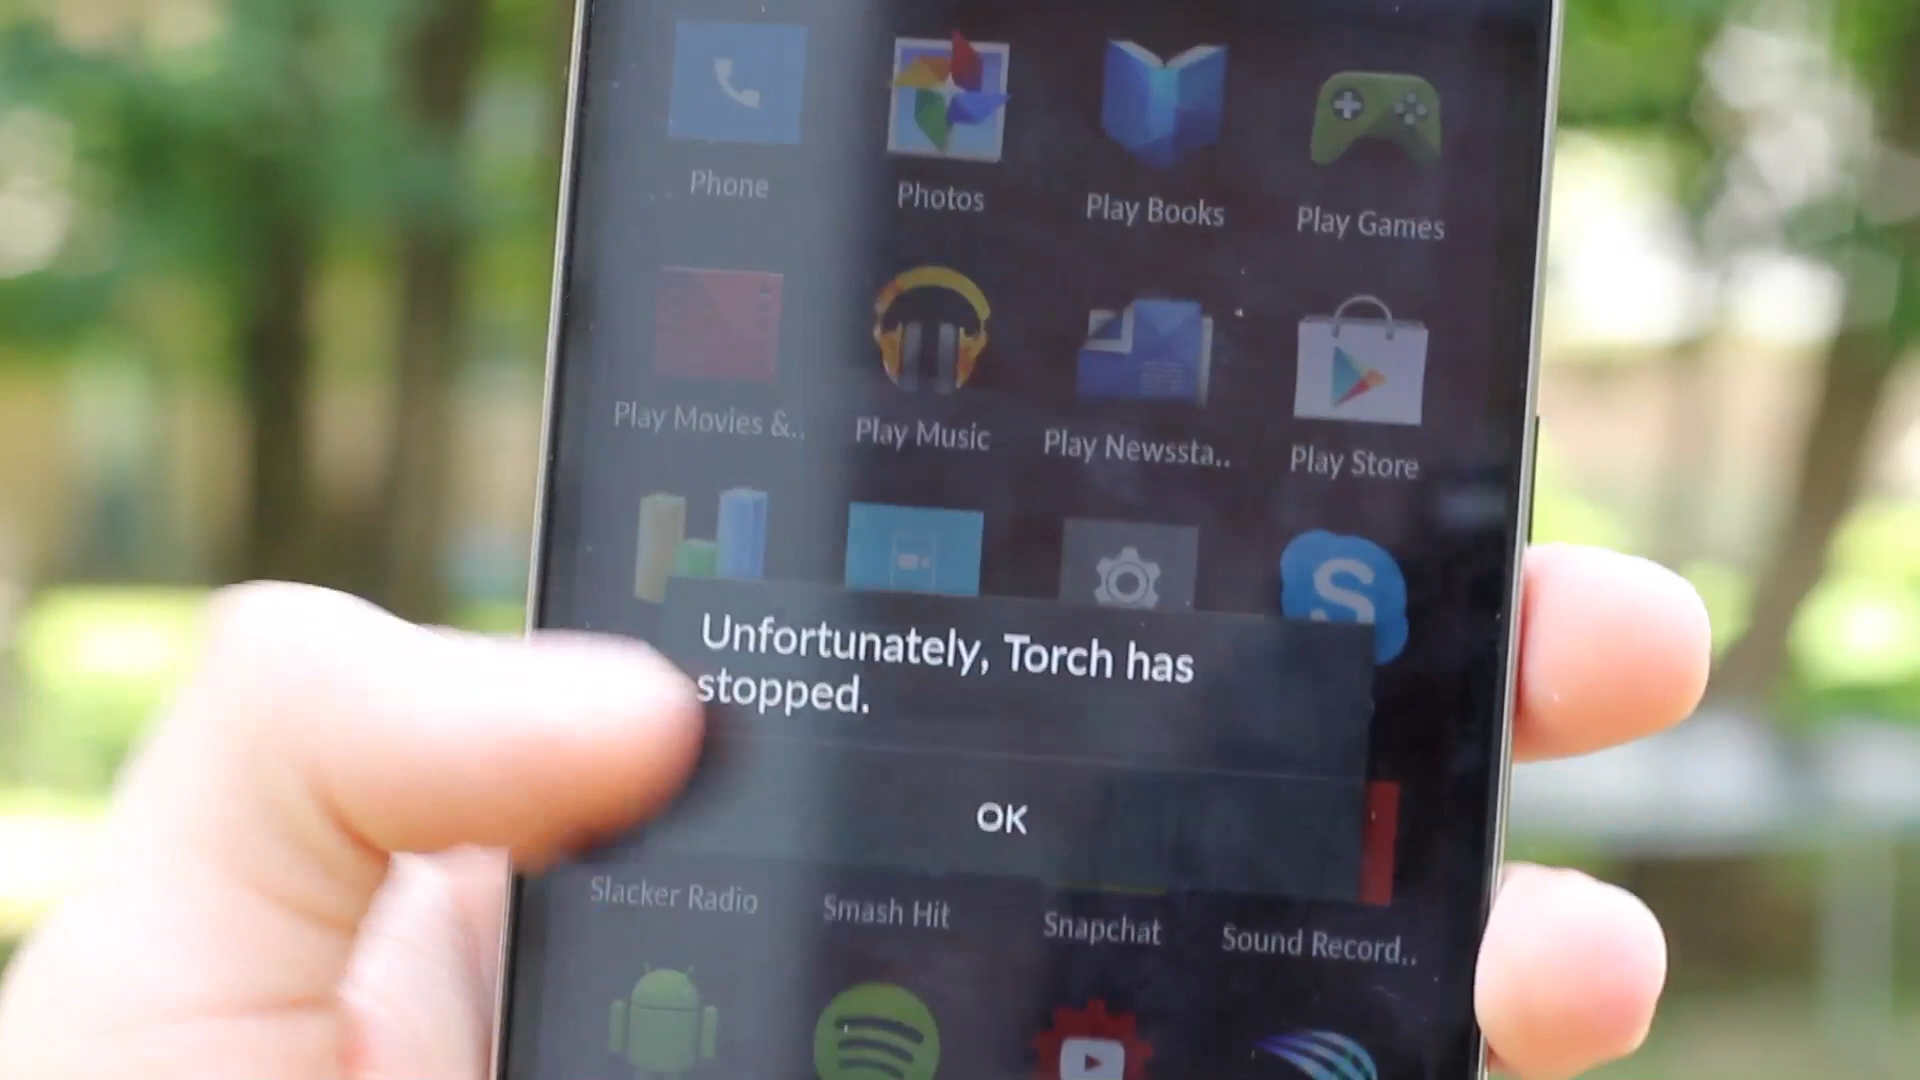 Phone
Photos
Play Books
Play Games
Play Movies &..
Play Music
Play Newssta..
Play Store
S
Unfortunately, Torch has
stopped.
OK
Slacker Radio
Smash Hit
Snapchat
Sound Record..